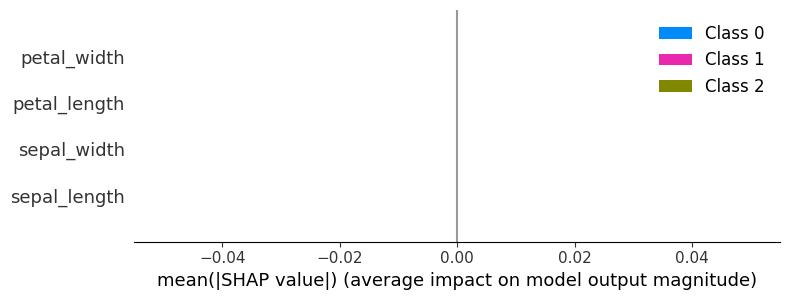 Class 0
Class 1
Class 2
petal_width
petal_length
sepal_width
sepal_length
−0.04 −0.02 0.00 0.02 0.04
mean(|SHAP value|) (average impact on model output magnitude)